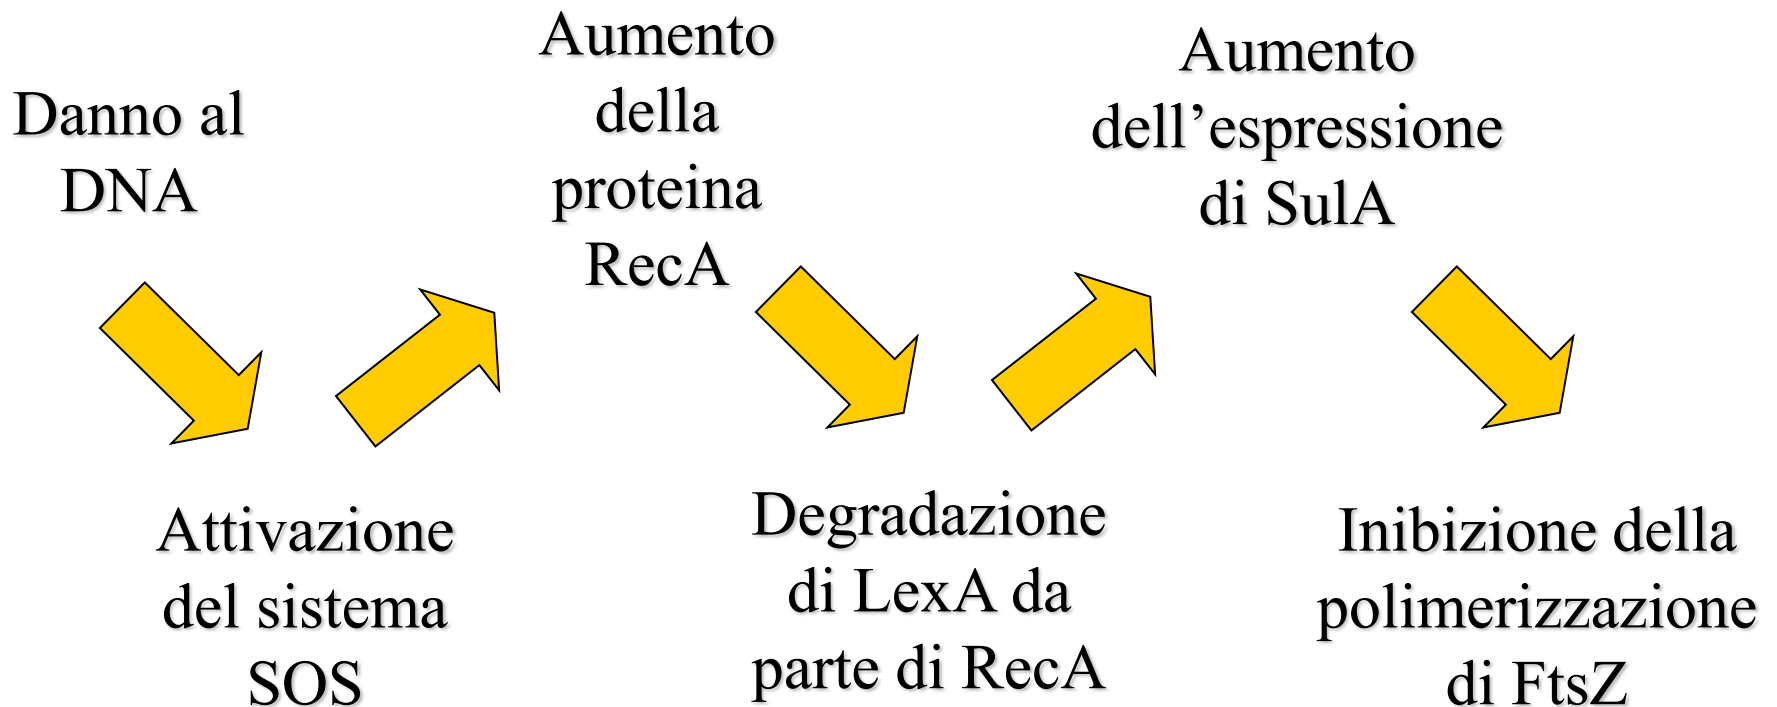 Danno al
DNA
Attivazione
del sistema
SOS
Aumento
della
proteina
RecA
Degradazione
di LexA da
parte di RecA
Aumento
dell’espressione
di SulA
Inibizione della
polimerizzazione
di FtsZ